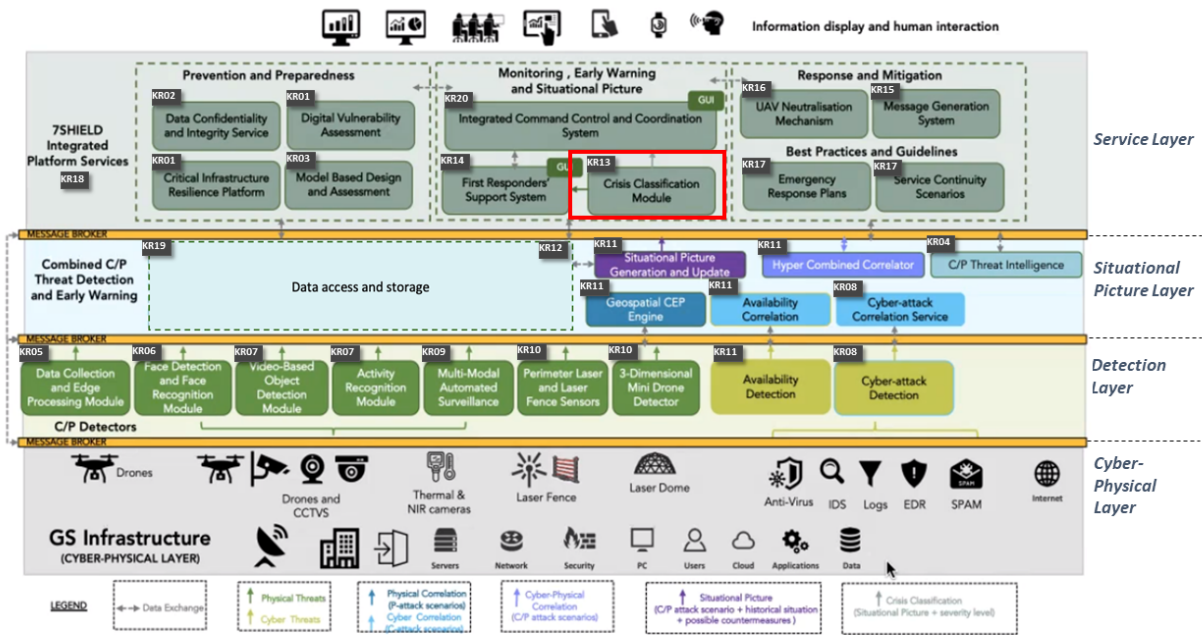 Information display and human interaction
Prevention and Preparedness
Monitoring , Early Warning
and Situational Picture
Response and Mitigation
KR02
Data Confidentiality
and Integrity Service
KR01
Digital Vulnerability
Assessment
KR20
GUI
Integrated Command Control and Coordination
System
KR16
UAV Neutralisation
Mechanism
KR15
Message Generation
System
Service Layer
7SHIELD
Integrated
Platform Services
KR18
KR01
Critical Infrastructure
Resilience Platform
KR03
Model Based Design
and Assessment
KR14
GUI
First Responders'
Support System
KR13
Crisis Classification
Module
Best Practices and Guidelines
KR17
Emergency
Response Plans
KR17
Service Continuity
Scenarios
MESSAGE BROKER
Combined C/P
Threat Detection
and Early Warning
KR19
KR12
Data access and storage
KR11
Situational Picture
Generation and Update
KR11
Hyper Combined Correlator
KR04
C/P Threat Intelligence
Situational
Picture Layer
KR11
Geospatial CEP
Engine
KR11
Availability
Correlation
KR08
Cyber-attack
Correlation Service
MESSAGE BROKER
KR05
Data Collection
and Edge
Processing Module
KR06
Face Detection
and Face
Recognition Module
KR07
Video-Based
Object
Detection Module
KR07
Activity
Recognition
Module
KR09
Multi-Modal
Automated
Surveillance
KR10
Perimeter Laser
and Laser
Fence Sensors
KR10
3-Dimensional
Mini Drone
Detector
KR11
Availability
Detection
KR08
Cyber-attack
Detection
Detection
Layer
C/P Detectors
MESSAGE BROKER
Drones
Drones and
CCTVS
Thermal &
NIR cameras
Laser Fence
Laser Dome
Anti-Virus
IDS
Logs
EDR
SPAM
SPAM
Internet
Cyber-
Physical
Layer
GS Infrastructure
(CYBER-PHYSICAL LAYER)
Servers
Network
Security
PC
Users
Cloud
Applications
Data
LEGEND
Data Exchange
Physical Threats
Cyber Threats
Physical Correlation
(P-attack scenarios)
Cyber Correlation
(C-attack scenarios)
Cyber-Physical
Correlation
(C/P attack scenarios)
Situational Picture
(C/P attack scenario + historical situation
+ possible countermeasures )
Crisis Classification
(Situational Picture + severity level)